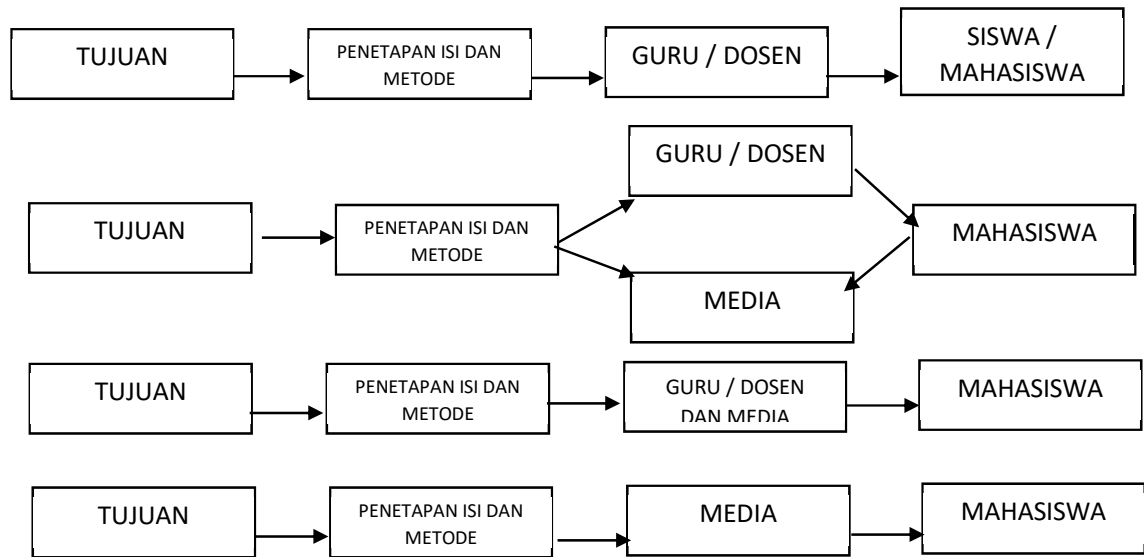 TUJUAN
PENETAPAN ISI DAN
METODE
GURU / DOSEN
SISWA /
MAHASISWA
TUJUAN
PENETAPAN ISI DAN
METODE
GURU / DOSEN
MEDIA
MAHASISWA
TUJUAN
PENETAPAN ISI DAN
METODE
GURU / DOSEN
DAN MEDIA
MAHASISWA
TUJUAN
PENETAPAN ISI DAN
METODE
MEDIA
MAHASISWA